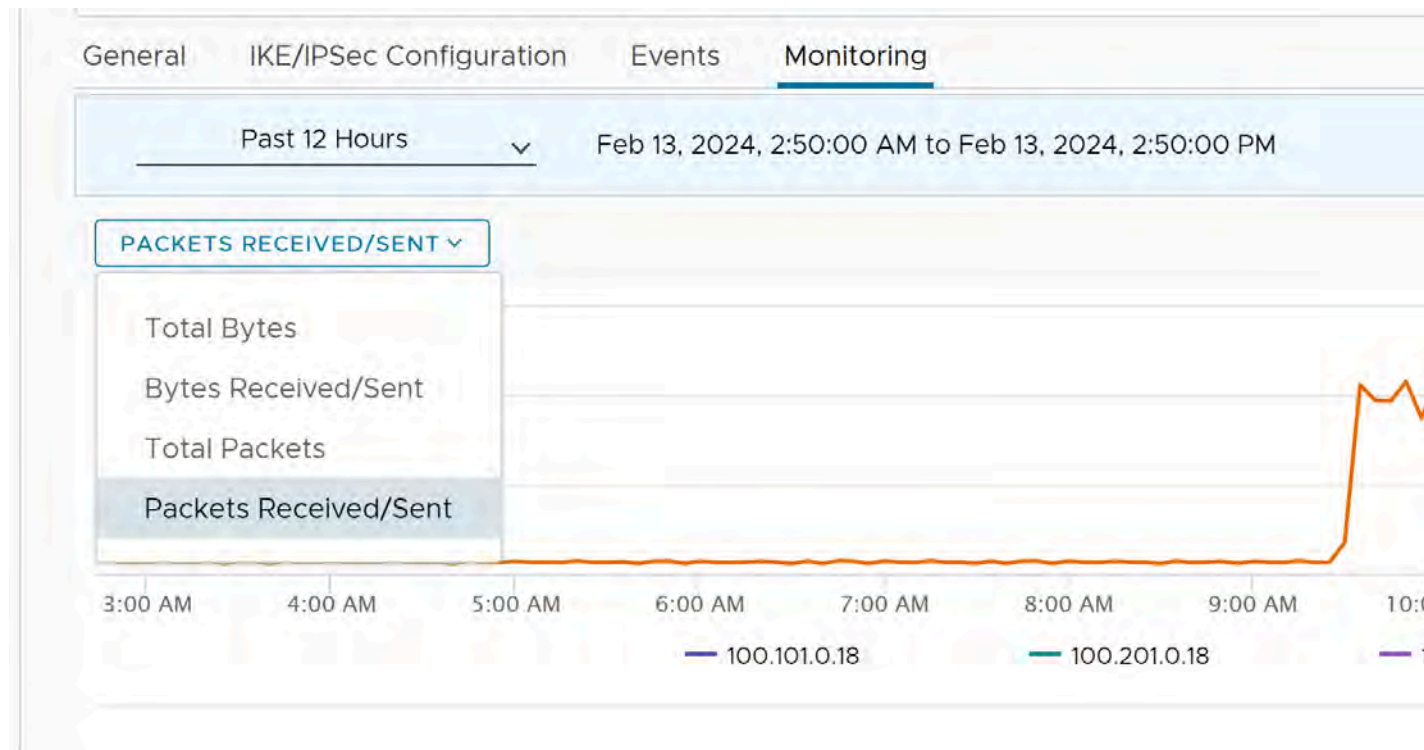 General IKE/IPSec Configuration Events Monitoring
Past 12 Hours Feb 13, 2024, 2:50:00 AM to Feb 13, 2024, 2:50:00 PM
PACKETS RECEIVED/SENT
Total Bytes
Bytes Received/Sent
Total Packets
Packets Received/Sent
3:00 AM 4:00 AM 5:00 AM 6:00 AM 7:00 AM 8:00 AM 9:00 AM
100.101.0.18 100.201.0.18